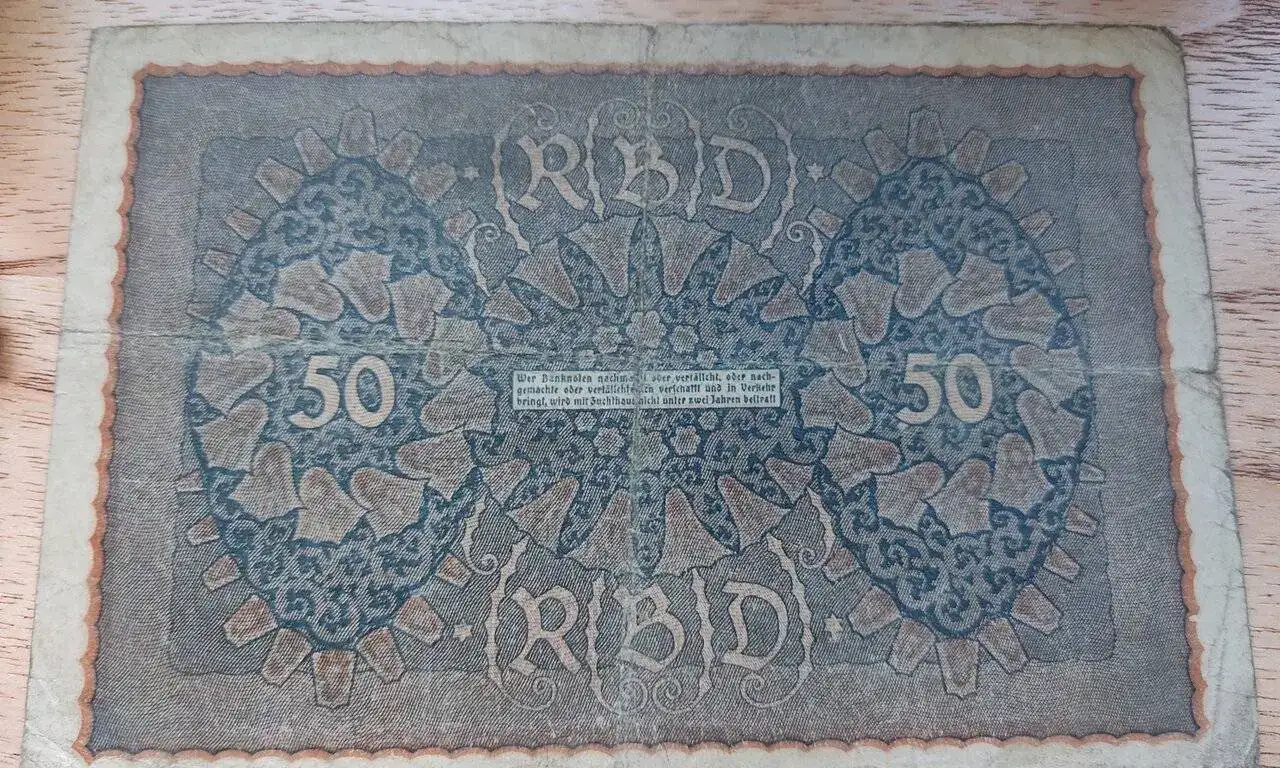 RBD
50
50
Wer Banknoten nachmacht oder verfälscht, oder nach-
gemachte oder verfälschte sich verschafft und in Verkehr
bringt, wird mit Zuchthaus nicht unter zwei Jahren bestraft
RBD